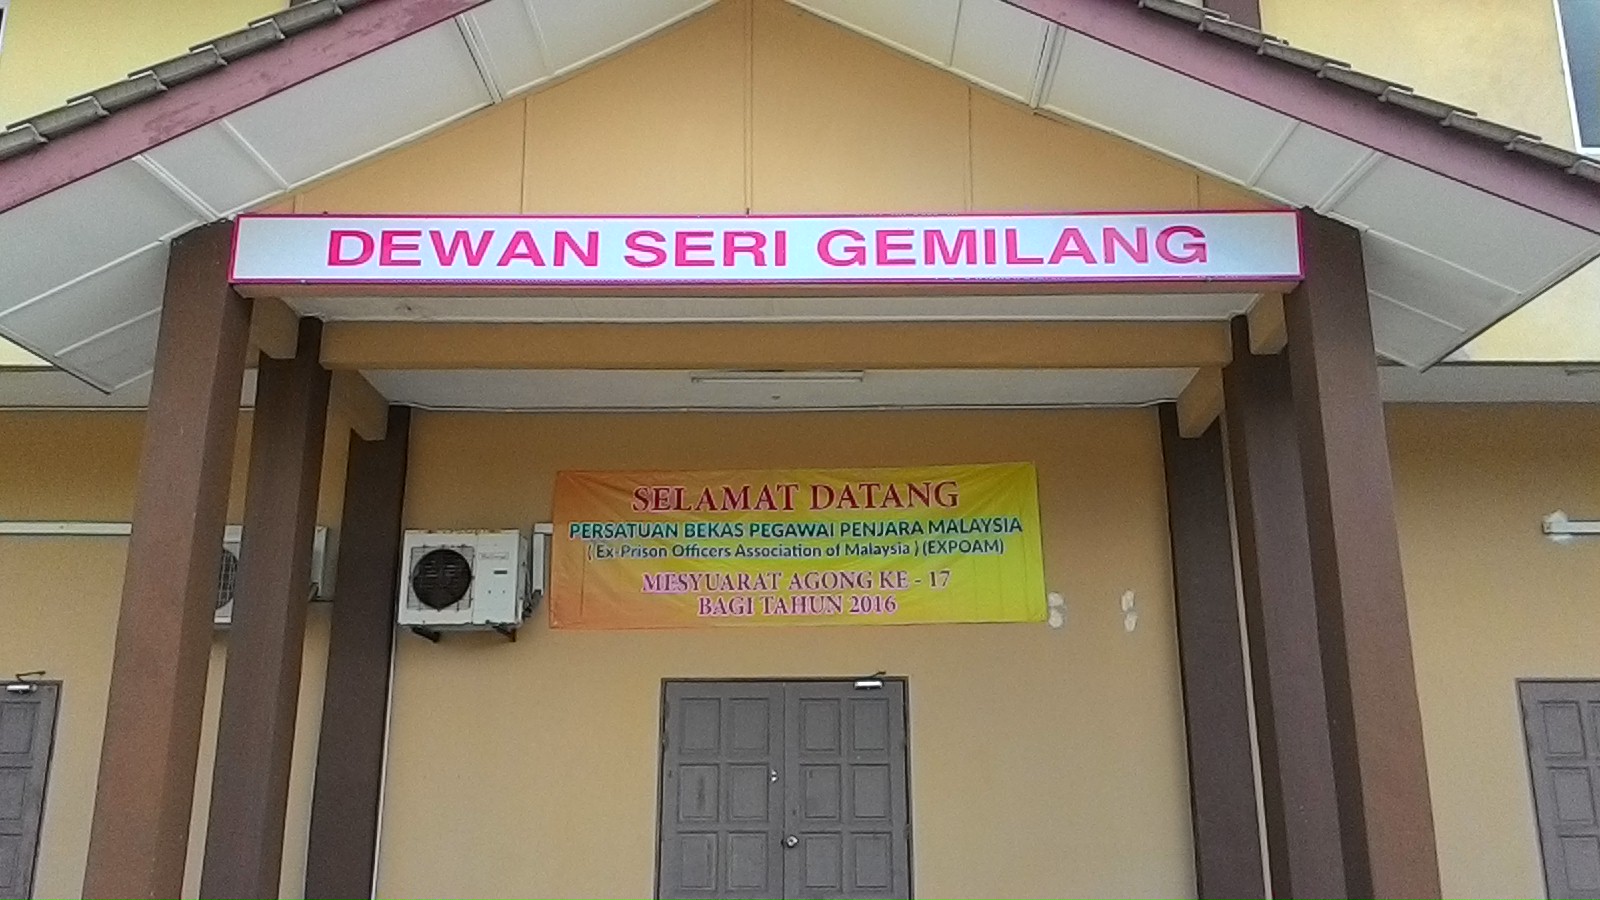 DEWAN SERI GEMILANG
SELAMAT DATANG
PERSATUAN BEKAS PEGAWAI PENJARA MALAYSIA
( Ex-Prison Officers Association of Malaysia ) (EXPOAM)
MESYUARAT AGONG KE - 17
BAGI TAHUN 2016